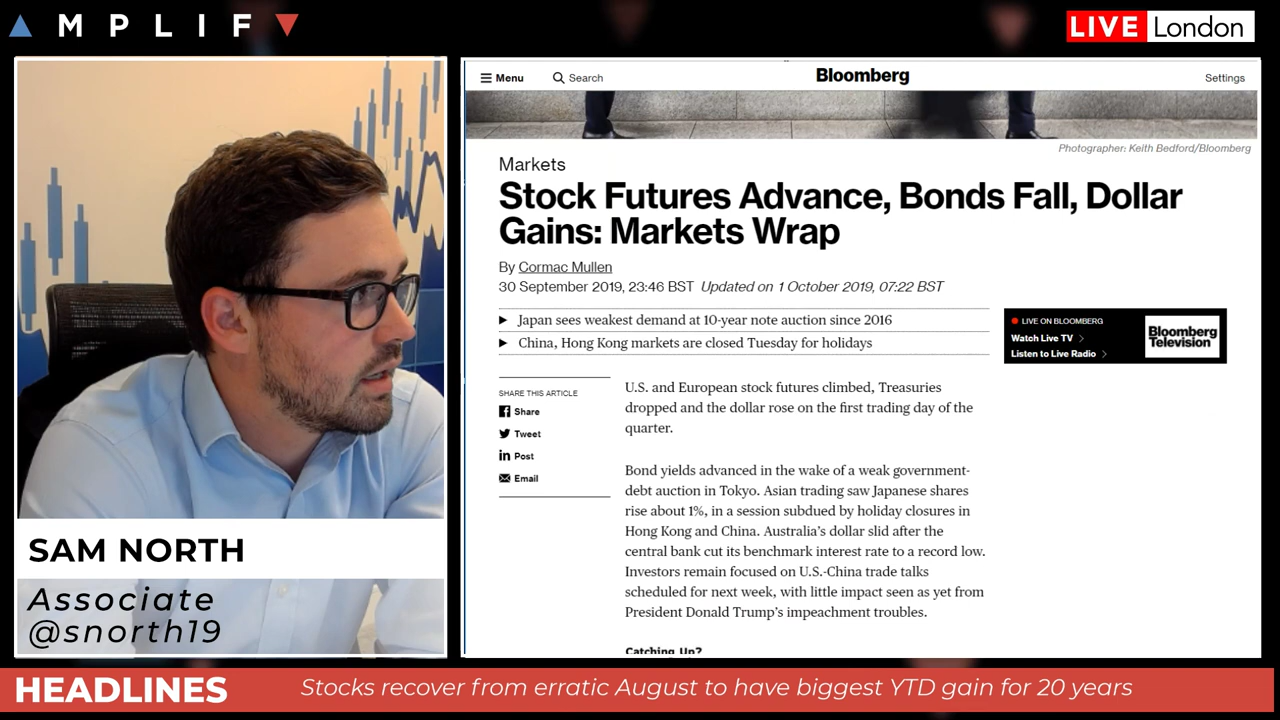 MPLIF
LIVE London
Menu
Search
Bloomberg
Settings
Photographer: Keith Bedford/Bloomberg
Markets
Stock Futures Advance, Bonds Fall, Dollar
Gains: Markets Wrap
By Cormac Mullen
30 September 2019, 23:46 BST Updated on 1 October 2019, 07:22 BST
Japan sees weakest demand at 10-year note auction since 2016
China, Hong Kong markets are closed Tuesday for holidays
LIVE ON BLOOMBERG
Watch Live TV
Listen to Live Radio
Bloomberg
Television
SHARE THIS ARTICLE
Share
Tweet
Post
Email
U.S. and European stock futures climbed, Treasuries
dropped and the dollar rose on the first trading day of the
quarter.
Bond yields advanced in the wake of a weak government-
debt auction in Tokyo. Asian trading saw Japanese shares
rise about 1%, in a session subdued by holiday closures in
Hong Kong and China. Australia's dollar slid after the
central bank cut its benchmark interest rate to a record low.
Investors remain focused on U.S.-China trade talks
scheduled for next week, with little impact seen as yet from
President Donald Trump's impeachment troubles.
Catching Up?
SAM NORTH
Associate
@snorth19
HEADLINES
Stocks recover from erratic August to have biggest YTD gain for 20 years